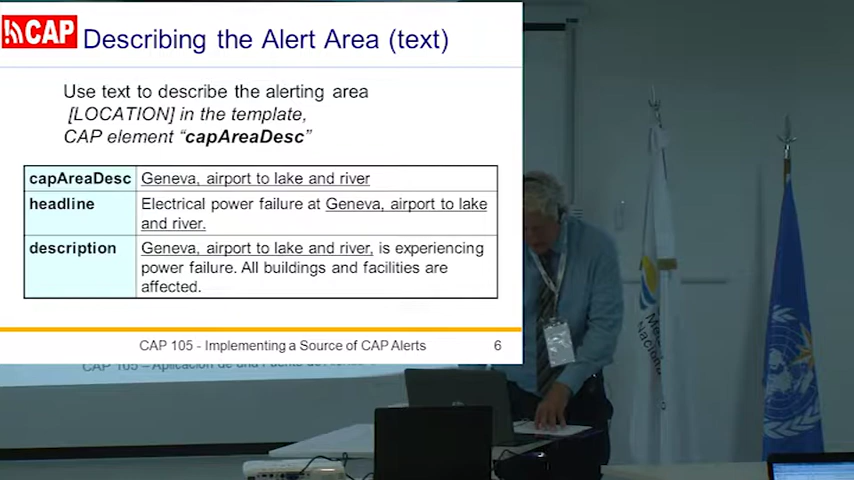 CAP
Describing the Alert Area (text)
Use text to describe the alerting area
[LOCATION] in the template,
CAP element “capAreaDesc”
capAreaDesc Geneva, airport to lake and river
headline Electrical power failure at Geneva, airport to lake
and river.
description Geneva, airport to lake and river, is experiencing
power failure. All buildings and facilities are
affected.
CAP 105 - Implementing a Source of CAP Alerts 6
CAP 105 – Aplicación de una Fuente
Nacional